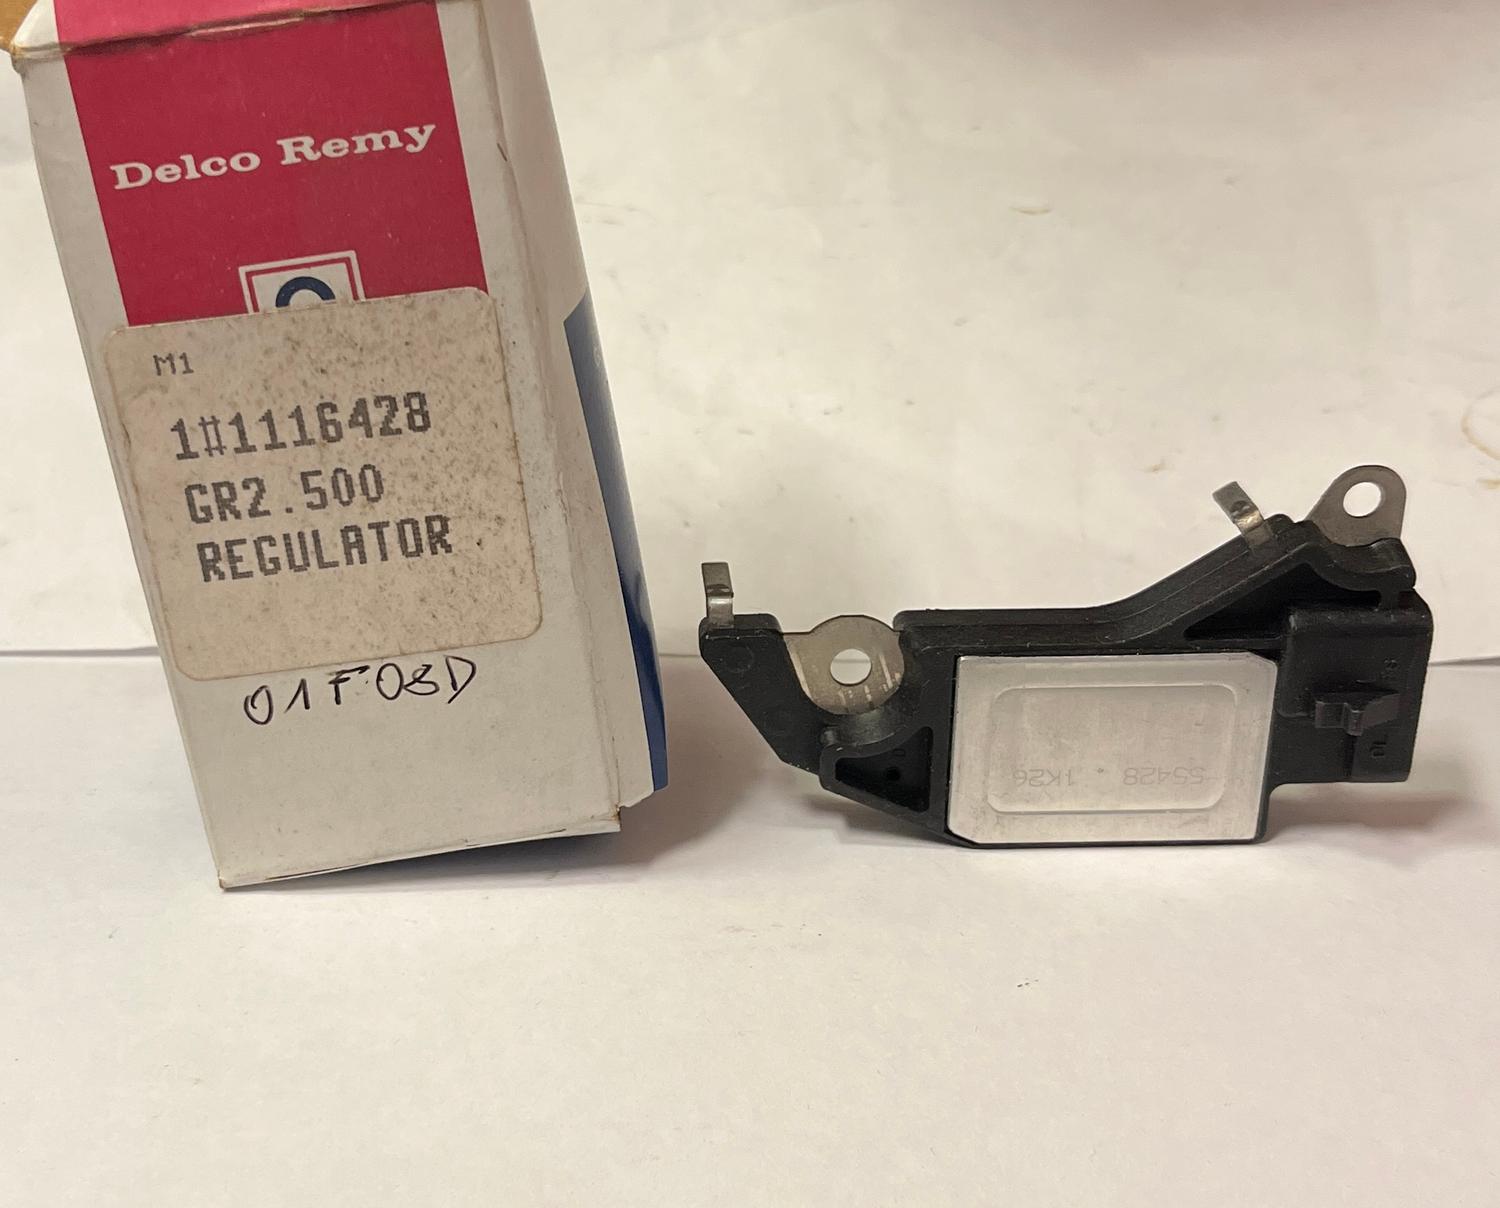 Delco Remy
M1
1#1116428
GR2.500
REGULATOR
01F08D
55428 1K26